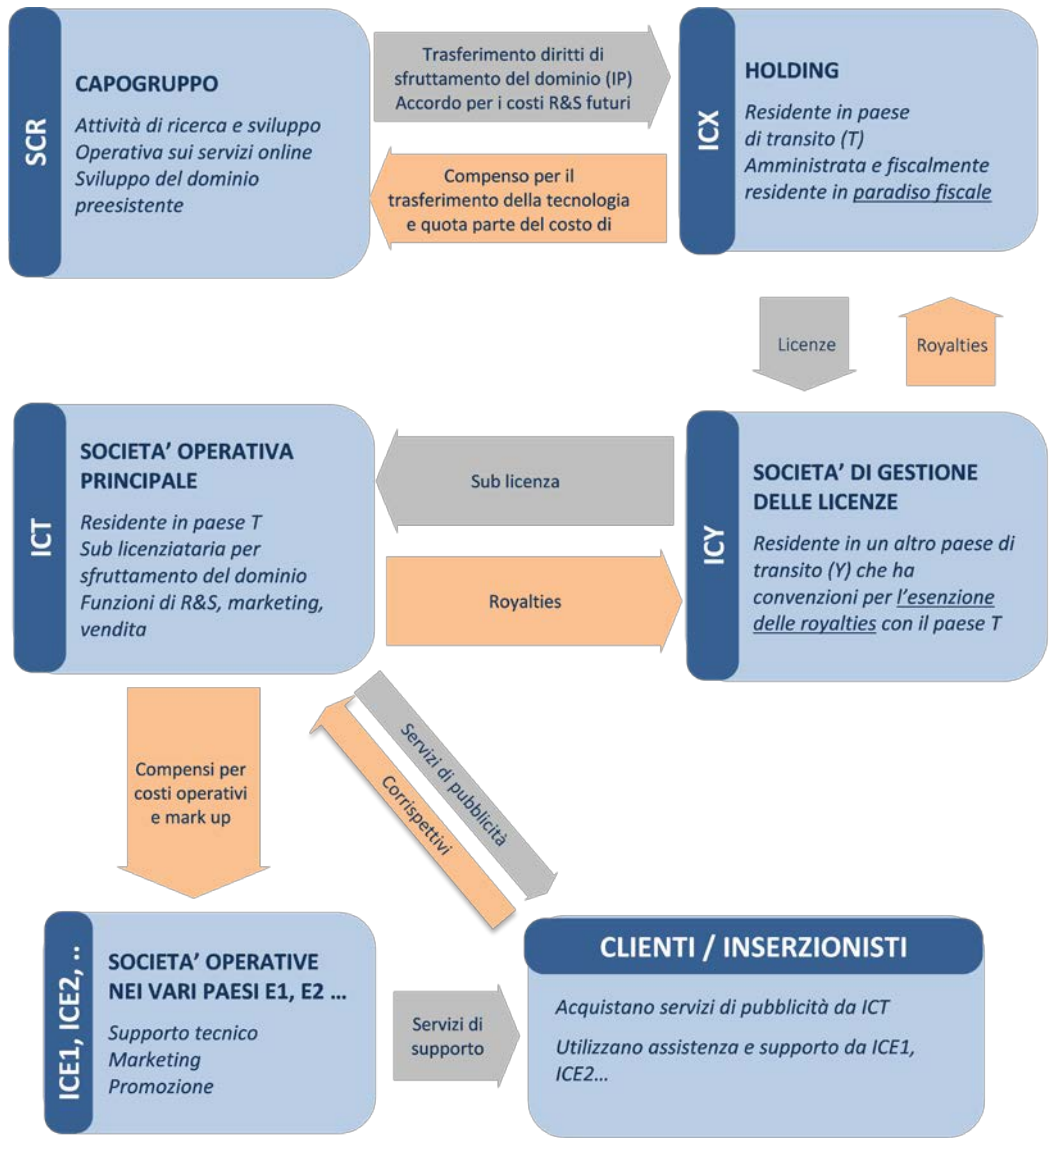 SCR
CAPOGRUPPO
Attività di ricerca e sviluppo
Operativa sui servizi online
Sviluppo del dominio
preesistente
Trasferimento diritti di
sfruttamento del dominio (IP)
Accordo per i costi R&S futuri
Compenso per il
trasferimento della tecnologia
e quota parte del costo di
ICX
HOLDING
Residente in paese
di transito (T)
Amministrata e fiscalmente
residente in paradiso fiscale
Licenze
Royalties
ICT
SOCIETA’ OPERATIVA
PRINCIPALE
Residente in paese T
Sub licenziataria per
sfruttamento del dominio
Funzioni di R&S, marketing,
vendita
Sub licenza
Royalties
ICY
SOCIETA’ DI GESTIONE
DELLE LICENZE
Residente in un altro paese di
transito (Y) che ha
convenzioni per l’esenzione
delle royalties con il paese T
Compensi per
costi operativi
e mark up
Servizi di pubblicità
Corrispettivi
ICE1, ICE2, ..
SOCIETA’ OPERATIVE
NEI VARI PAESI E1, E2 ...
Supporto tecnico
Marketing
Promozione
Servizi di
supporto
CLIENTI / INSERZIONISTI
Acquistano servizi di pubblicità da ICT
Utilizzano assistenza e supporto da ICE1,
ICE2...